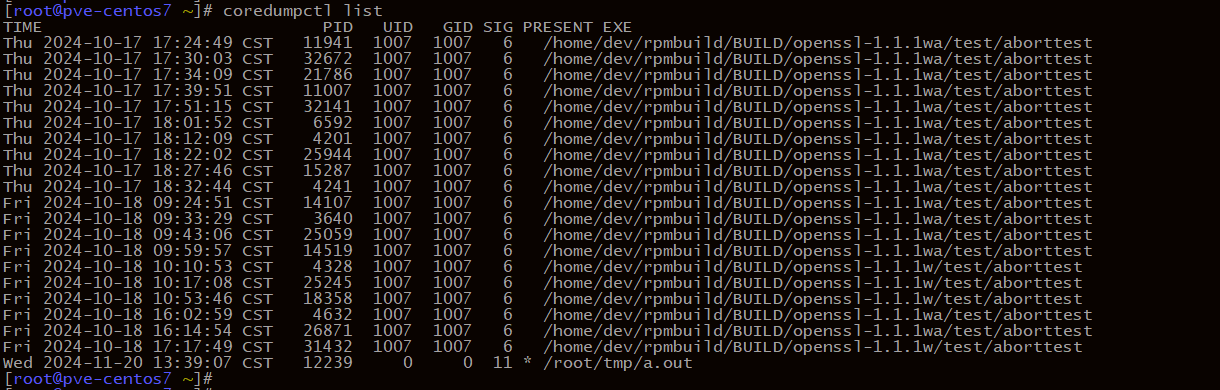 [root@pve-centos7 ~]# coredumpctl list
TIME                            PID   UID   GID SIG PRESENT EXE
Thu 2024-10-17 17:24:49 CST   11941  1007  1007   6   /home/dev/rpmbuild/BUILD/openssl-1.1.1wa/test/aborttest
Thu 2024-10-17 17:30:03 CST   32672  1007  1007   6   /home/dev/rpmbuild/BUILD/openssl-1.1.1wa/test/aborttest
Thu 2024-10-17 17:34:09 CST   21786  1007  1007   6   /home/dev/rpmbuild/BUILD/openssl-1.1.1wa/test/aborttest
Thu 2024-10-17 17:39:51 CST   11007  1007  1007   6   /home/dev/rpmbuild/BUILD/openssl-1.1.1wa/test/aborttest
Thu 2024-10-17 17:51:15 CST   32141  1007  1007   6   /home/dev/rpmbuild/BUILD/openssl-1.1.1wa/test/aborttest
Thu 2024-10-17 18:01:52 CST    6592  1007  1007   6   /home/dev/rpmbuild/BUILD/openssl-1.1.1wa/test/aborttest
Thu 2024-10-17 18:12:09 CST    4201  1007  1007   6   /home/dev/rpmbuild/BUILD/openssl-1.1.1wa/test/aborttest
Thu 2024-10-17 18:22:02 CST   25944  1007  1007   6   /home/dev/rpmbuild/BUILD/openssl-1.1.1wa/test/aborttest
Thu 2024-10-17 18:27:46 CST   15287  1007  1007   6   /home/dev/rpmbuild/BUILD/openssl-1.1.1wa/test/aborttest
Thu 2024-10-17 18:32:44 CST    4241  1007  1007   6   /home/dev/rpmbuild/BUILD/openssl-1.1.1wa/test/aborttest
Fri 2024-10-18 09:24:51 CST   14107  1007  1007   6   /home/dev/rpmbuild/BUILD/openssl-1.1.1wa/test/aborttest
Fri 2024-10-18 09:33:29 CST    3640  1007  1007   6   /home/dev/rpmbuild/BUILD/openssl-1.1.1wa/test/aborttest
Fri 2024-10-18 09:43:06 CST   25059  1007  1007   6   /home/dev/rpmbuild/BUILD/openssl-1.1.1wa/test/aborttest
Fri 2024-10-18 09:59:57 CST   14519  1007  1007   6   /home/dev/rpmbuild/BUILD/openssl-1.1.1wa/test/aborttest
Fri 2024-10-18 10:10:53 CST    4328  1007  1007   6   /home/dev/rpmbuild/BUILD/openssl-1.1.1w/test/aborttest
Fri 2024-10-18 10:17:08 CST   25245  1007  1007   6   /home/dev/rpmbuild/BUILD/openssl-1.1.1w/test/aborttest
Fri 2024-10-18 10:53:46 CST   18358  1007  1007   6   /home/dev/rpmbuild/BUILD/openssl-1.1.1w/test/aborttest
Fri 2024-10-18 16:02:59 CST    4632  1007  1007   6   /home/dev/rpmbuild/BUILD/openssl-1.1.1wa/test/aborttest
Fri 2024-10-18 16:14:54 CST   26871  1007  1007   6   /home/dev/rpmbuild/BUILD/openssl-1.1.1w/test/aborttest
Fri 2024-10-18 17:17:49 CST   31432  1007  1007   6   /home/dev/rpmbuild/BUILD/openssl-1.1.1w/test/aborttest
Wed 2024-11-20 13:39:07 CST   12239     0     0  11 * /root/tmp/a.out
[root@pve-centos7 ~]#